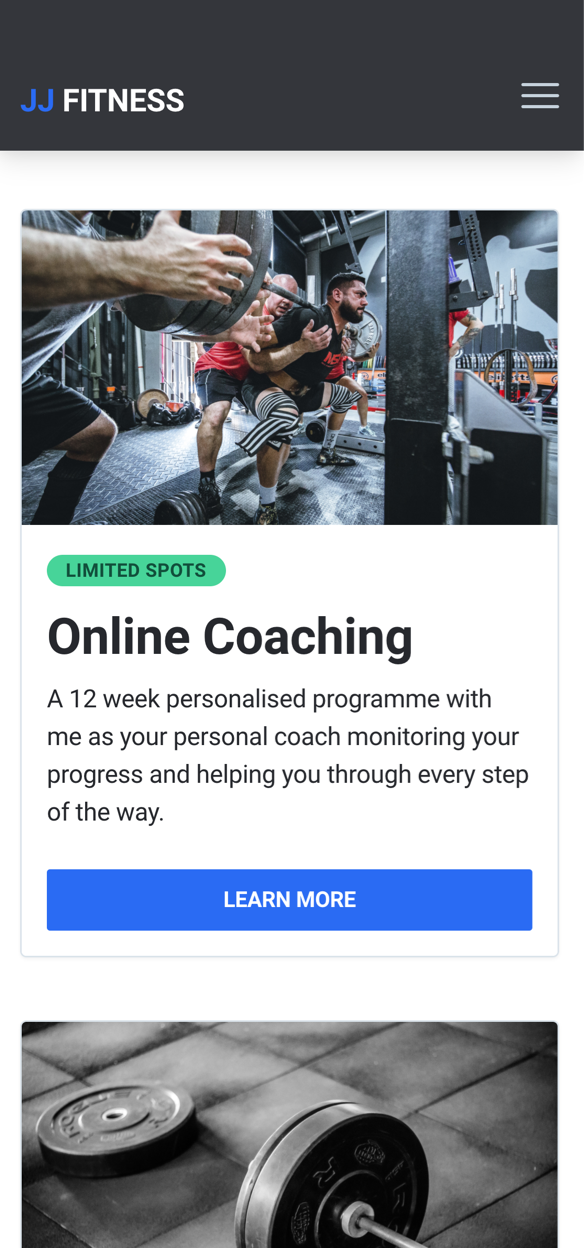 JJ FITNESS
LIMITED SPOTS
Online Coaching
A 12 week personalised programme with
me as your personal coach monitoring your
progress and helping you through every step
of the way.
LEARN MORE